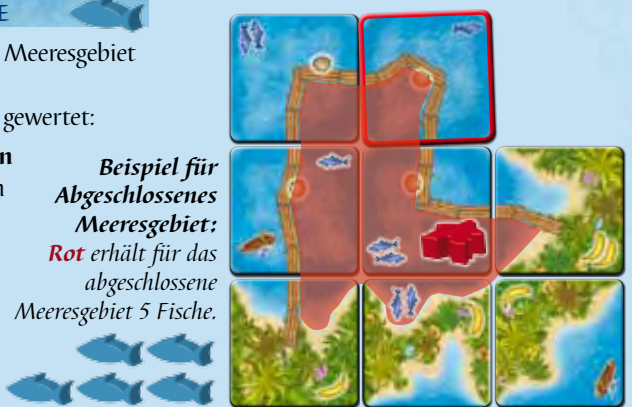 E
Meeresgebiet
gewertet:
n
n
Beispiel für
Abgeschlossenes
Meeresgebiet:
Rot erhält für das
abgeschlossene
Meeresgebiet 5 Fische.